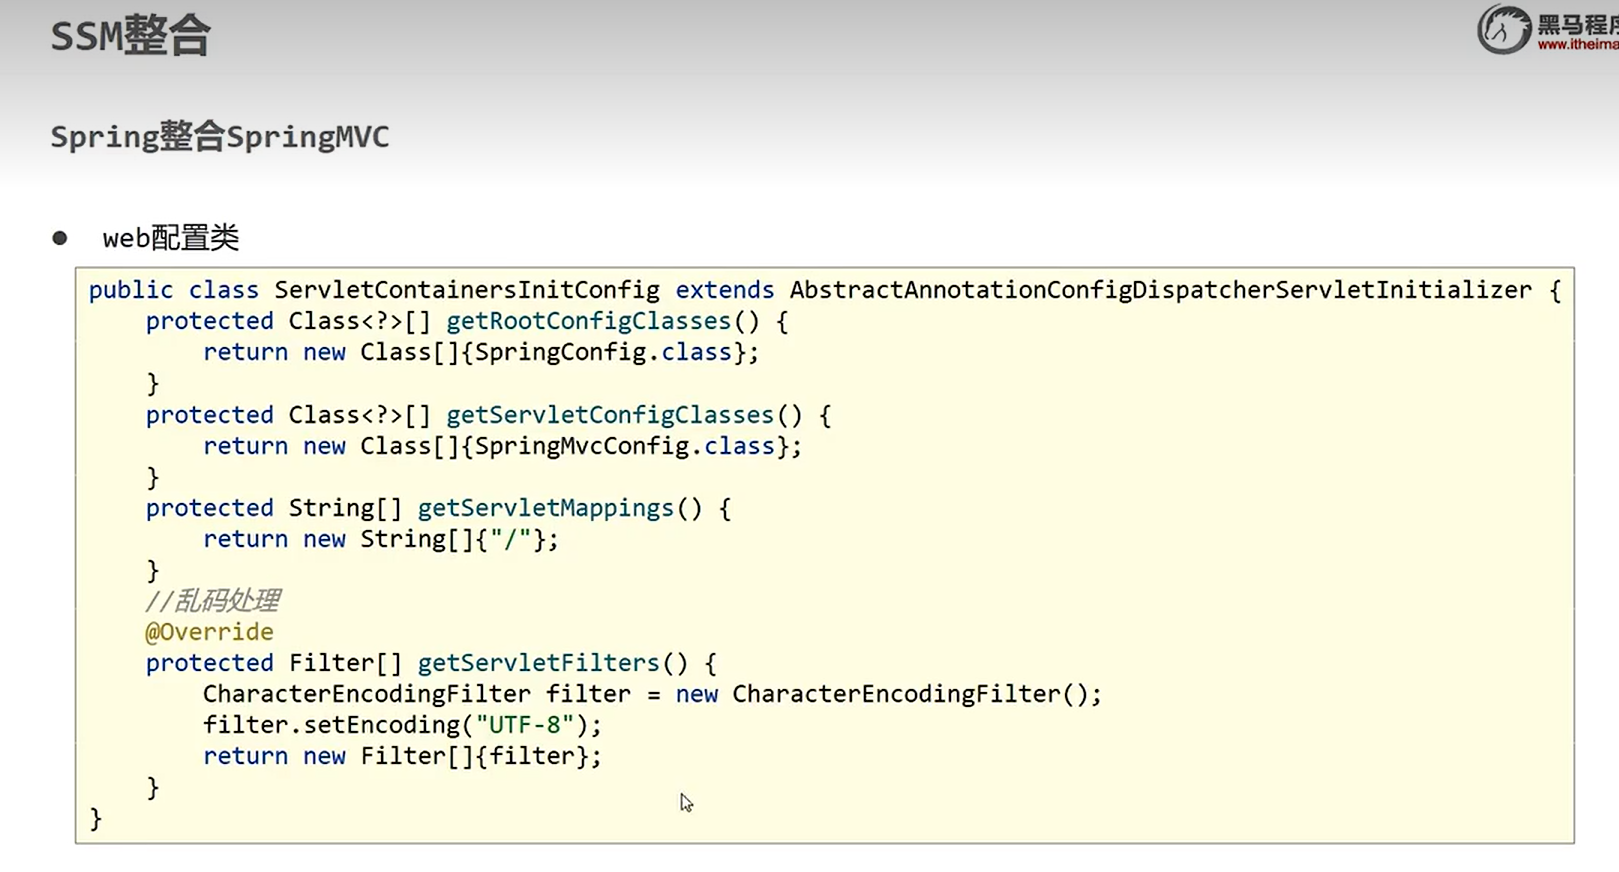 SSM整合
黑马程序
www.itheima
Spring整合SpringMVC
● web配置类
public class ServletContainersInitConfig extends AbstractAnnotationConfigDispatcherServletInitializer {
    protected Class<?>[] getRootConfigClasses() {
        return new Class[]{SpringConfig.class};
    }
    protected Class<?>[] getServletConfigClasses() {
        return new Class[]{SpringMvcConfig.class};
    }
    protected String[] getServletMappings() {
        return new String[]{"/"};
    }
    //乱码处理
    @Override
    protected Filter[] getServletFilters() {
        CharacterEncodingFilter filter = new CharacterEncodingFilter();
        filter.setEncoding("UTF-8");
        return new Filter[]{filter};
    }
}